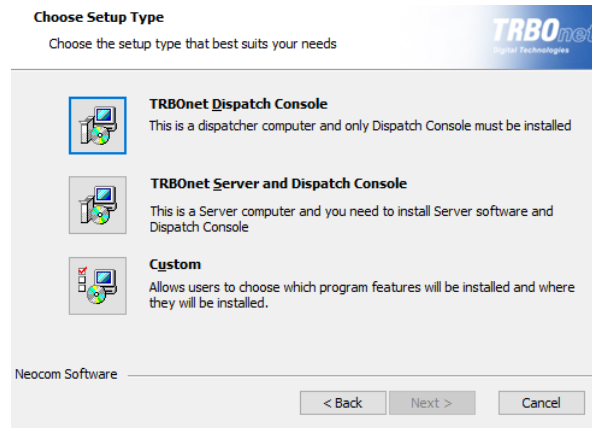 Choose Setup Type
Choose the setup type that best suits your needs
TRBOnet
Digital Technologies
TRBOnet Dispatch Console
This is a dispatcher computer and only Dispatch Console must be installed
TRBOnet Server and Dispatch Console
This is a Server computer and you need to install Server software and
Dispatch Console
Custom
Allows users to choose which program features will be installed and where
they will be installed.
Neocom Software
< Back
Next >
Cancel